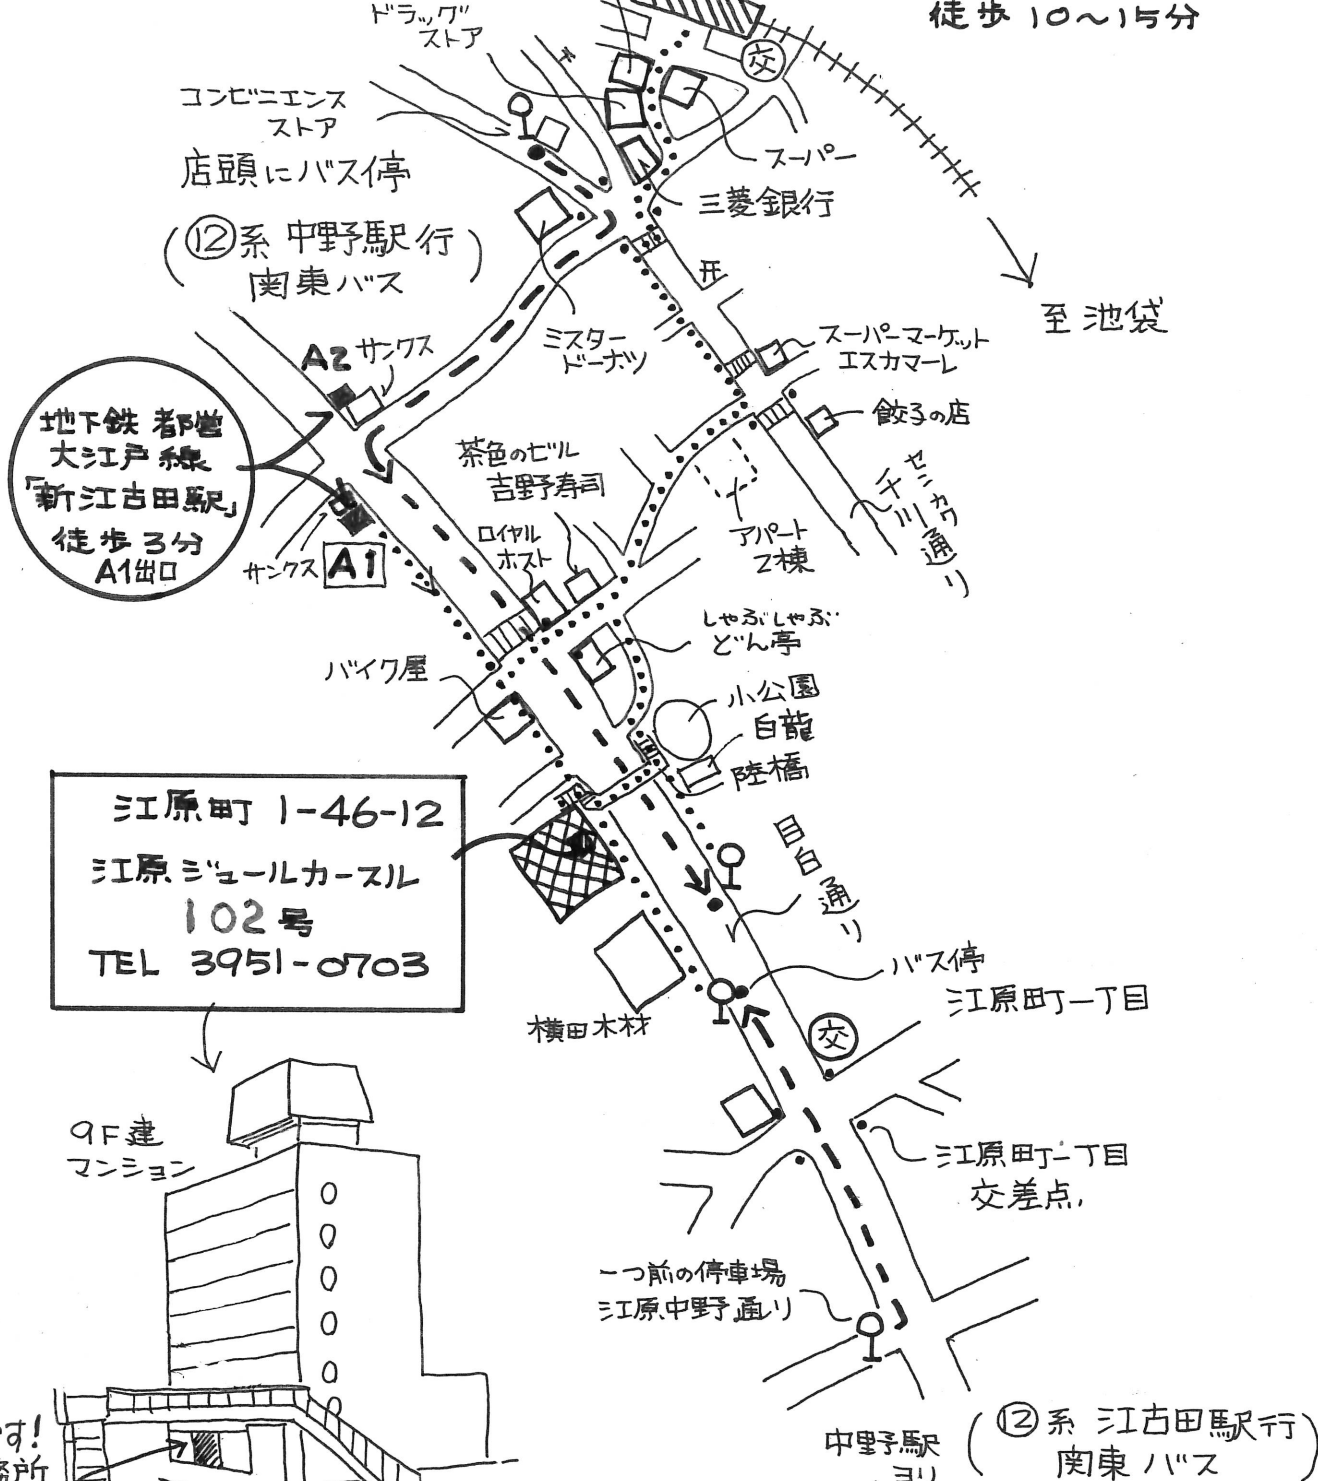 徒歩 10〜15分
ドラッグ
ストア
交
コンビニエンス
ストア
店頭にバス停
スーパー
三菱銀行
(⑫系 中野駅行
関東バス)
至 池袋
ミスター
ドーナツ
スーパーマーケット
エスカマーレ
A2 サンクス
餃子の店
地下鉄 都営
大江戸線
「新江古田駅」
徒歩3分
A1出口
茶色のビル
吉野寿司
センカワ
千川通り
アパート
2棟
ロイヤル
ホスト
サンクス
A1
しゃぶしゃぶ
どん亭
バイク屋
小公園
白龍
陸橋
江原町 1-46-12
江原ジュールカースル
102号
TEL 3951-0703
目白通り
バス停
江原町一丁目
横田木材
交
9F建
マンション
江原町一丁目
交差点
一つ前の停車場
江原中野通り
す!
務所
中野駅
ヨリ
(⑫系 江古田駅行
関東バス)